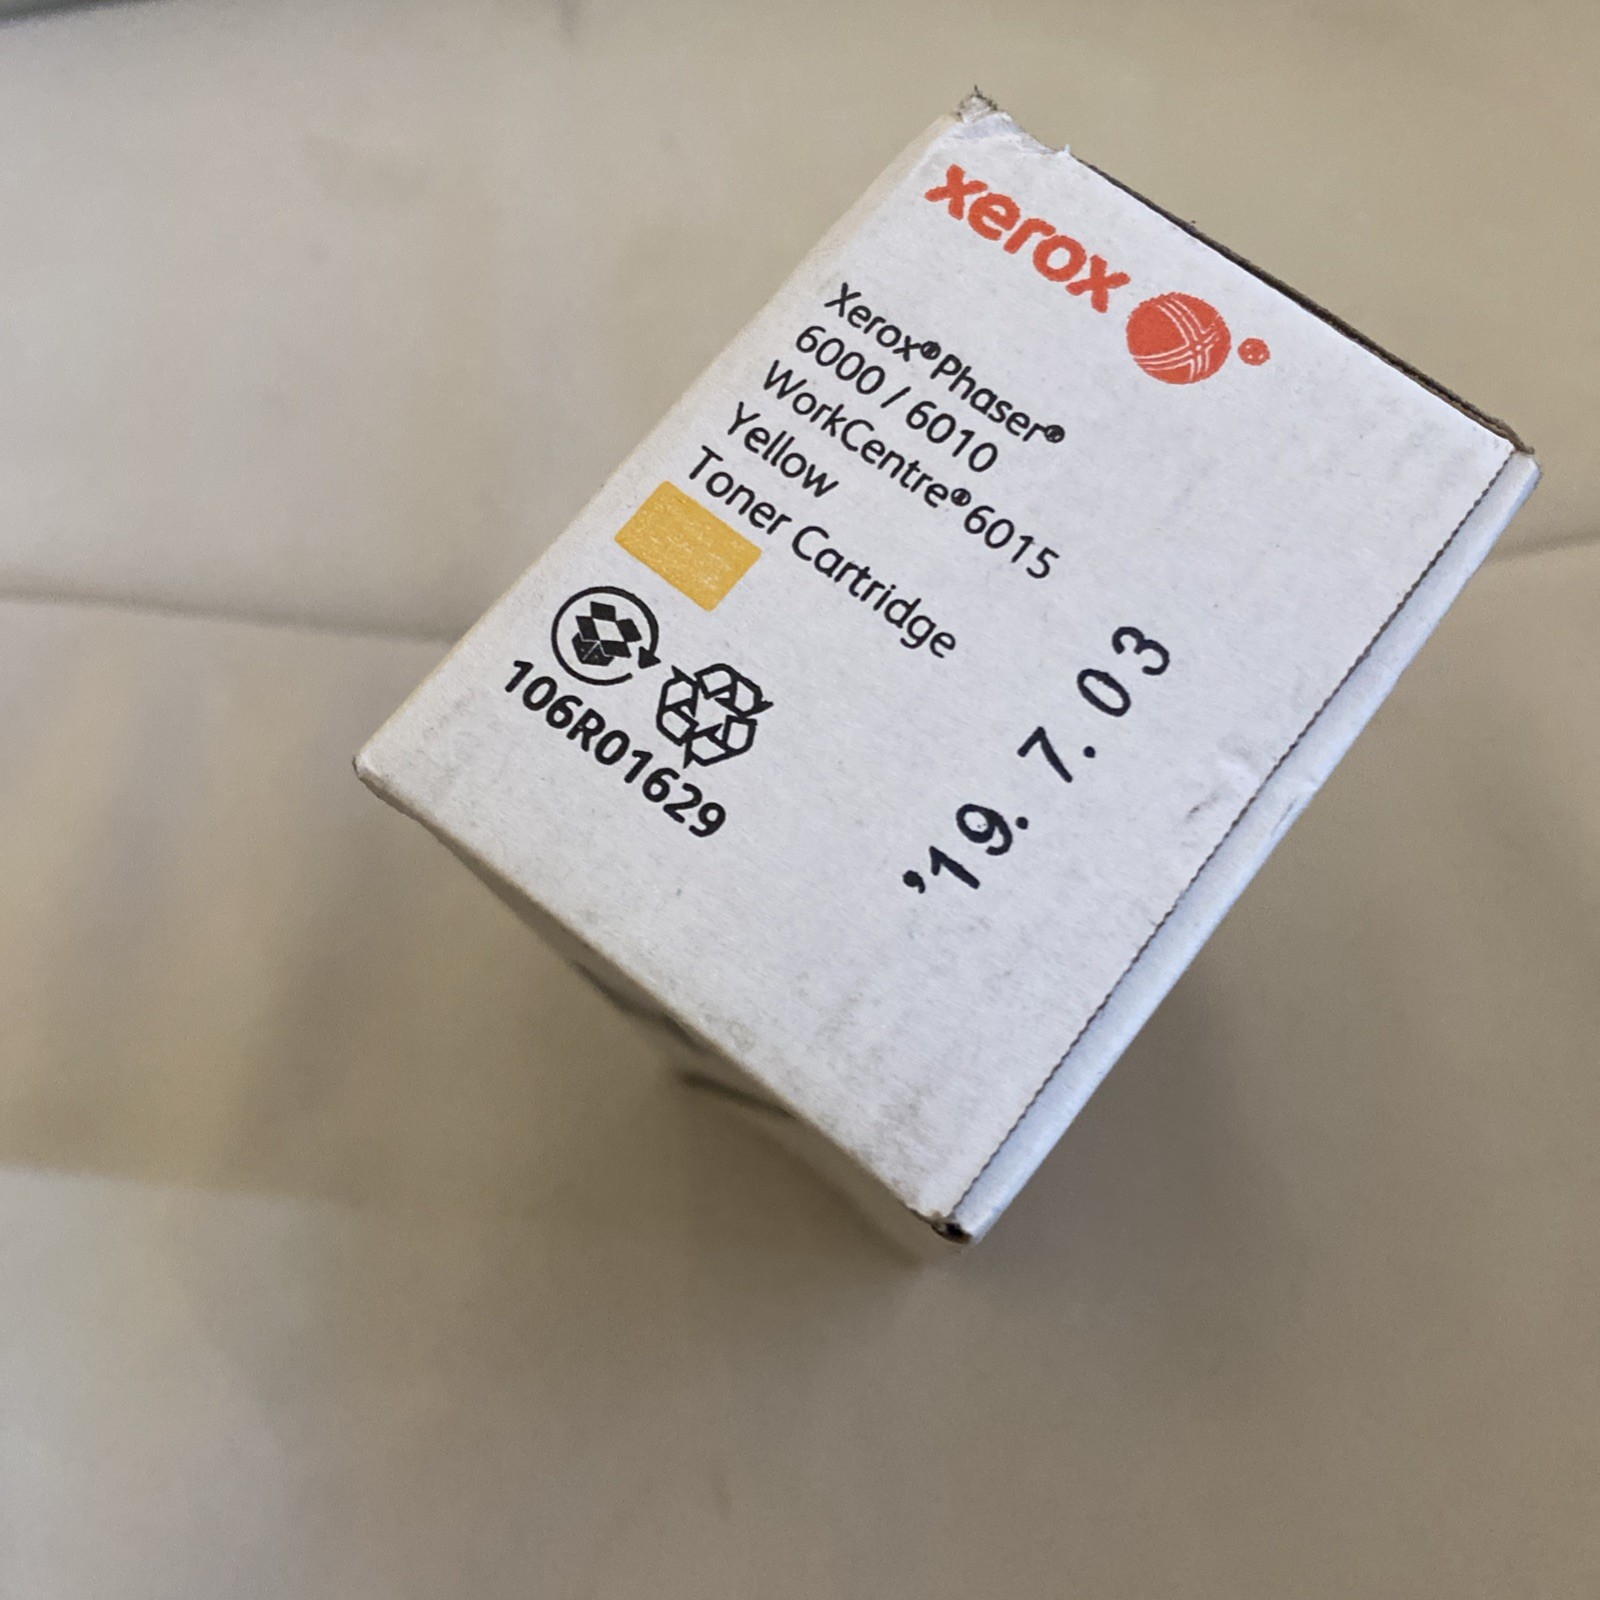 xerox
Xerox® Phaser®
6000 / 6010
WorkCentre® 6015
Yellow
Toner Cartridge
106R01629
'19. 7. 03